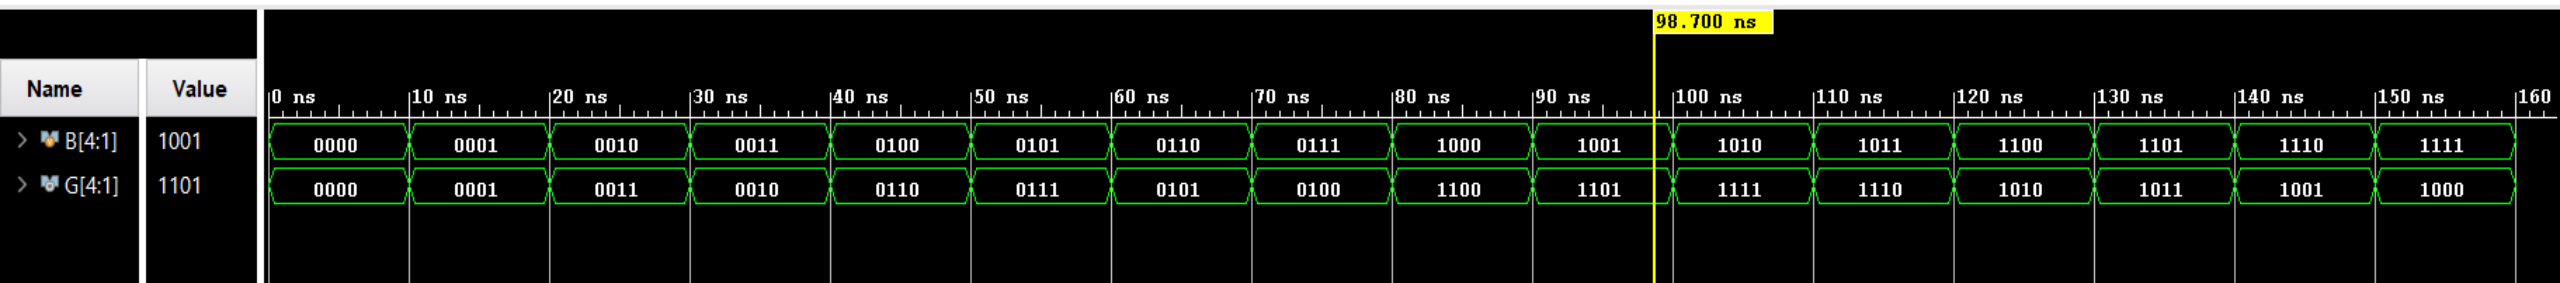 98.700 ns
Name Value
0 ns 10 ns 20 ns 30 ns 40 ns 50 ns 60 ns 70 ns 80 ns 90 ns 100 ns 110 ns 120 ns 130 ns 140 ns 150 ns 160
B[4:1] 1001 0000 0001 0010 0011 0100 0101 0110 0111 1000 1001 1010 1011 1100 1101 1110 1111
G[4:1] 1101 0000 0001 0011 0010 0110 0111 0101 0100 1100 1101 1111 1110 1010 1011 1001 1000